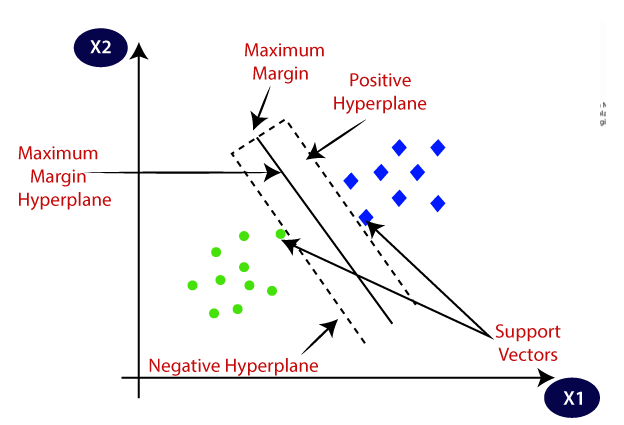 X2
Maximum
Margin
Positive
Hyperplane
Maximum
Margin
Hyperplane
Support
Vectors
Negative Hyperplane
X1